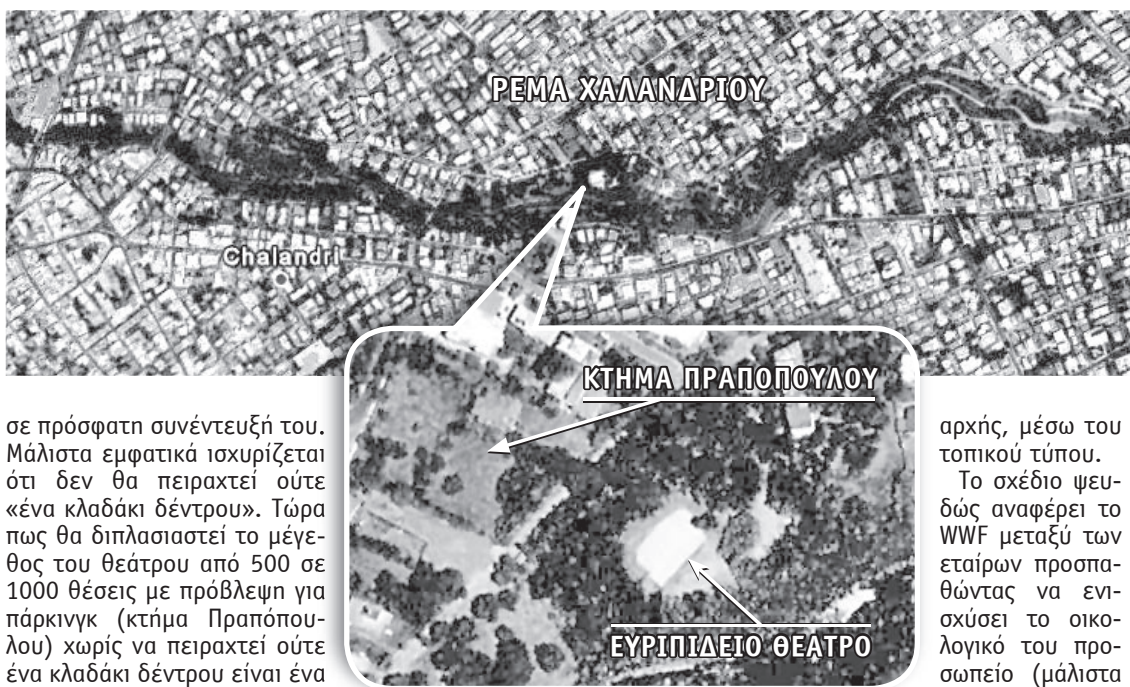 ΡΕΜΑ ΧΑΛΑΝΔΡΙΟΥ
Chalandri
ΚΤΗΜΑ ΠΡΑΠΟΠΟΥΛΟΥ
ΕΥΡΙΠΙΔΕΙΟ ΘΕΑΤΡΟ
σε πρόσφατη συνέντευξή του.
Μάλιστα εμφατικά ισχυρίζεται
ότι δεν θα πειραχτεί ούτε
«ένα κλαδάκι δέντρου». Τώρα
πως θα διπλασιαστεί το μέγε-
θος του θεάτρου από 500 σε
1000 θέσεις με πρόβλεψη για
πάρκινγκ (κτήμα Πραπόπου-
λου) χωρίς να πειραχτεί ούτε
ένα κλαδάκι δέντρου είναι ένα
αρχής, μέσω του
τοπικού τύπου.
Το σχέδιο ψευ-
δώς αναφέρει το
WWF μεταξύ των
εταίρων προσπα-
θώντας να ενι-
σχύσει το οικο-
λογικό του προ-
σωπείο (μάλιστα